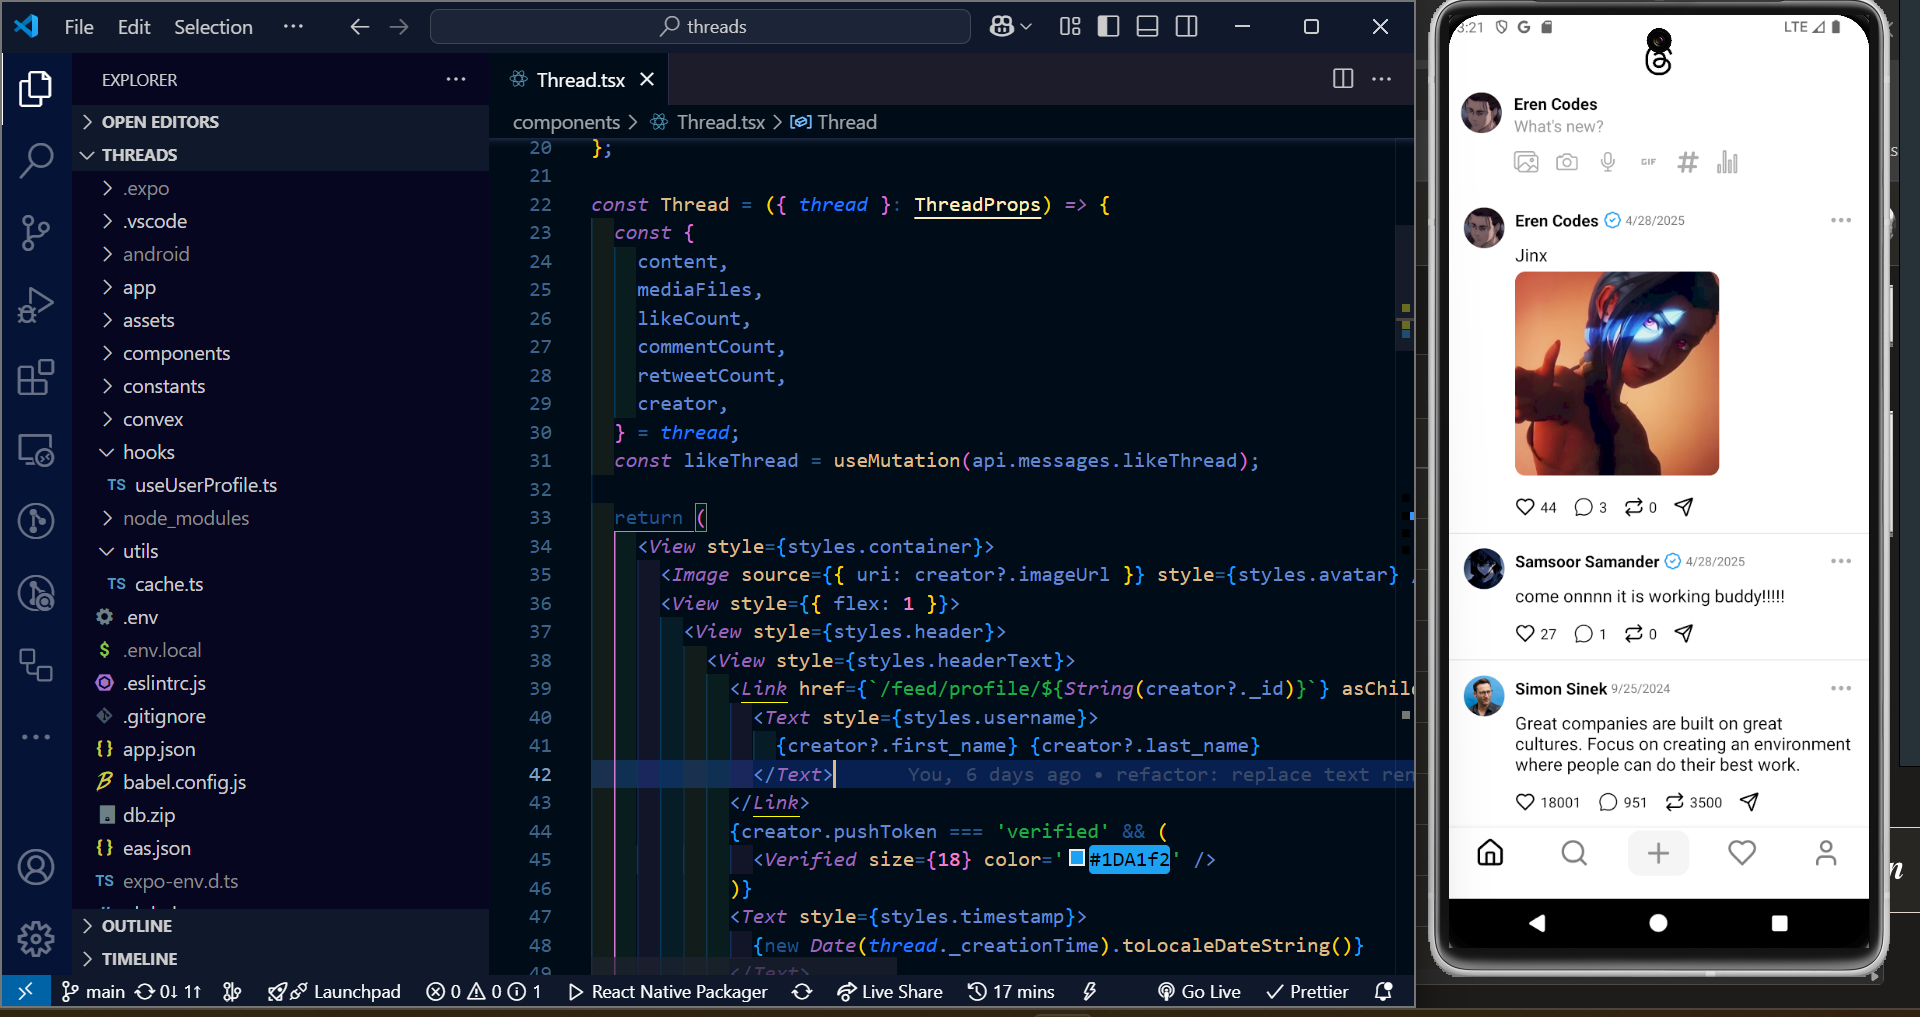 File Edit Selection ··· threads
EXPLORER ···
OPEN EDITORS
THREADS
.expo
.vscode
android
app
assets
components
constants
convex
hooks
TS useUserProfile.ts
node_modules
utils
TS cache.ts
.env
$ .env.local
.eslintrc.js
.gitignore
{} app.json
babel.config.js
db.zip
{} eas.json
TS expo-env.d.ts
OUTLINE
TIMELINE
Thread.tsx
components > Thread.tsx > Thread
20 };
21
22 const Thread = ({ thread }: ThreadProps) => {
23 const {
24 content,
25 mediaFiles,
26 likeCount,
27 commentCount,
28 retweetCount,
29 creator,
30 } = thread;
31 const likeThread = useMutation(api.messages.likeThread);
32
33 return (
34 <View style={styles.container}>
35 <Image source={{ uri: creator?.imageUrl }} style={styles.avatar} /
36 <View style={{ flex: 1 }}>
37 <View style={styles.header}>
38 <View style={styles.headerText}>
39 <Link href={`/feed/profile/${String(creator?._id)}`} asChil
40 <Text style={styles.username}>
41 {creator?.first_name} {creator?.last_name}
42 </Text> You, 6 days ago • refactor: replace text ren
43 </Link>
44 {creator.pushToken === 'verified' && (
45 <Verified size={18} color='#1DA1f2' />
46 )}
47 <Text style={styles.timestamp}>
48 {new Date(thread._creationTime).toLocaleDateString()}
49 </Text>
main 0↓ 1↑ Launchpad 0 0 1 React Native Packager Live Share 17 mins Go Live Prettier
3:21 G LTE
Eren Codes
What's new?
GIF #
Eren Codes 4/28/2025 ···
Jinx
44 3 0
Samsoor Samander 4/28/2025 ···
come onnnn it is working buddy!!!!!
27 1 0
Simon Sinek 9/25/2024 ···
Great companies are built on great
cultures. Focus on creating an environment
where people can do their best work.
18001 951 3500